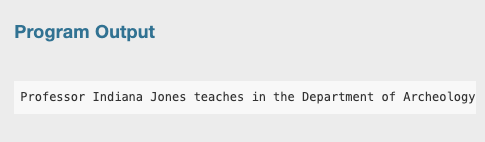 Program Output
Professor Indiana Jones teaches in the Department of Archeology